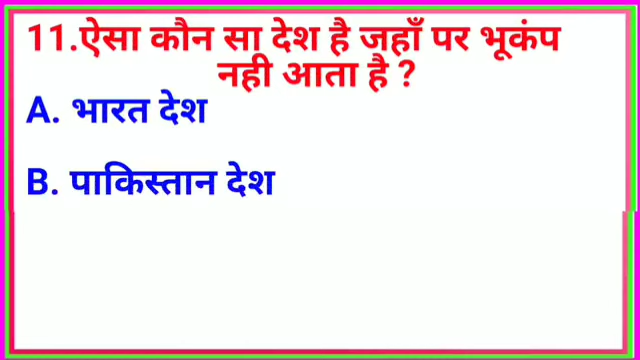 11.ऐसा कौन सा देश है जहाँ पर भूकंप
नही आता है ?
A. भारत देश
B. पाकिस्तान देश